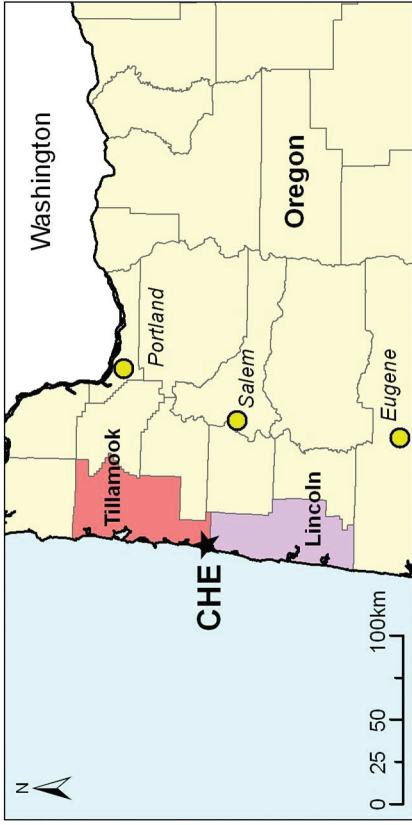 Washington
N
Portland
Tillamook
Oregon
Salem
CHE
Lincoln
Eugene
0 25 50 100km